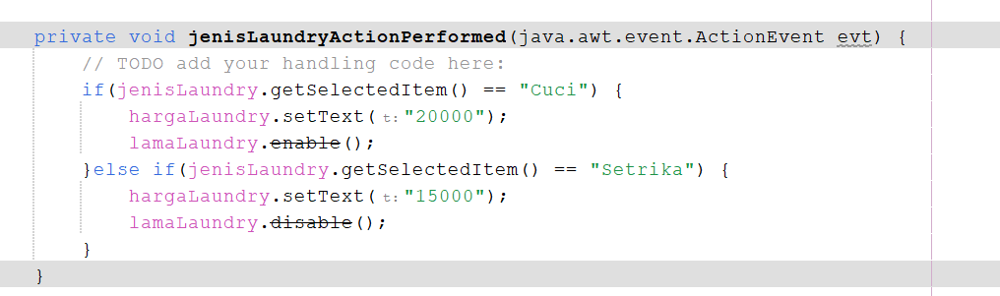 private void jenisLaundryActionPerformed(java.awt.event.ActionEvent evt) {
// TODO add your handling code here:
if(jenisLaundry.getSelectedItem() == "Cuci") {
hargaLaundry.setText( t: "20000");
lamaLaundry.enable();
}else if(jenisLaundry.getSelectedItem() == "Setrika") {
hargaLaundry.setText( t: "15000");
lamaLaundry.disable();
}
}